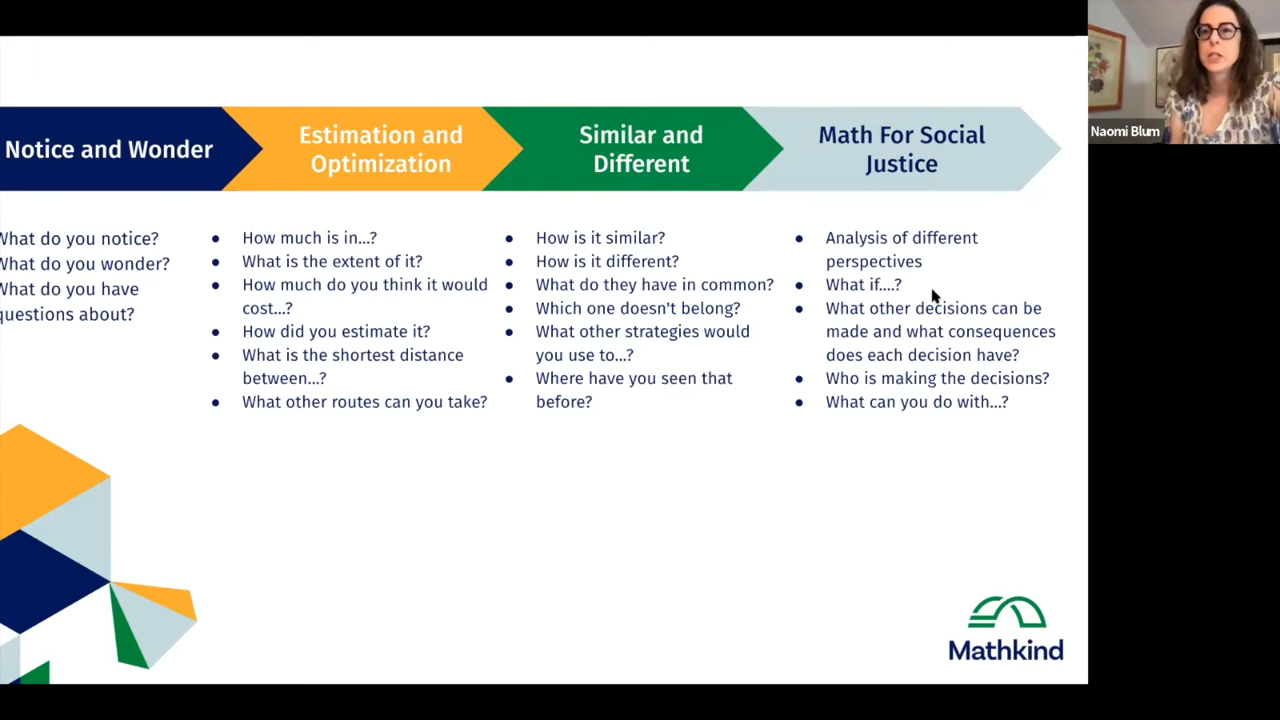 Notice and Wonder
Estimation and
Optimization
Similar and
Different
Math For Social
Justice
What do you notice?
What do you wonder?
What do you have
questions about?
How much is in...?
What is the extent of it?
How much do you think it would
cost...?
How did you estimate it?
What is the shortest distance
between...?
What other routes can you take?
How is it similar?
How is it different?
What do they have in common?
Which one doesn't belong?
What other strategies would
you use to...?
Where have you seen that
before?
Analysis of different
perspectives
What if....?
What other decisions can be
made and what consequences
does each decision have?
Who is making the decisions?
What can you do with...?
Mathkind
Naomi Blum